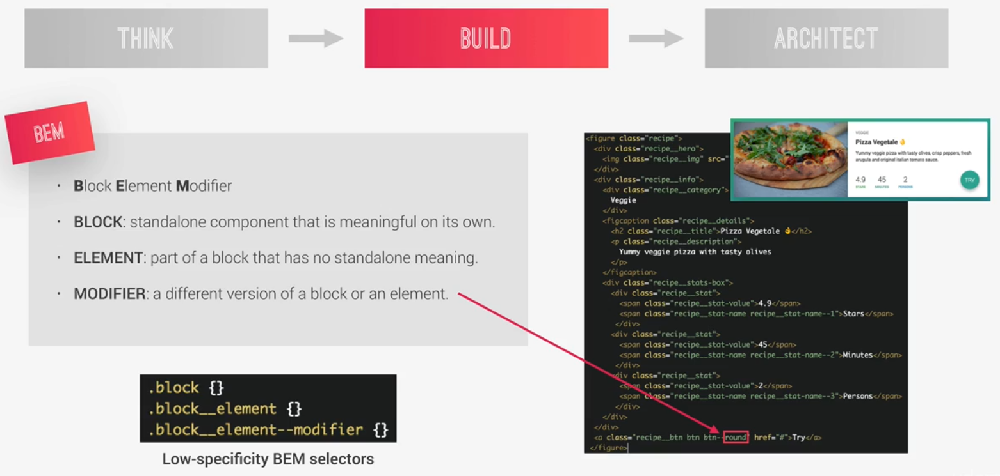 THINK
BUILD
ARCHITECT
BEM
· Block Element Modifier
· BLOCK: standalone component that is meaningful on its own.
· ELEMENT: part of a block that has no standalone meaning.
· MODIFIER: a different version of a block or an element.
.block {}
.block__element {}
.block__element--modifier {}
Low-specificity BEM selectors
<figure class="recipe">
<div class="recipe__hero">
<img class="recipe__img" src="
</div>
<div class="recipe__info">
<div class="recipe__category">
Veggie
</div>
<figcaption class="recipe__details">
<h2 class="recipe__title">Pizza Vegetale 👌</h2>
<p class="recipe__description">
Yummy veggie pizza with tasty olives
</p>
</figcaption>
<div class="recipe__stats-box">
<div class="recipe__stat">
<span class="recipe__stat-value">4.9</span>
<span class="recipe__stat-name recipe__stat-name--1">Stars</span>
</div>
<div class="recipe__stat">
<span class="recipe__stat-value">45</span>
<span class="recipe__stat-name recipe__stat-name--2">Minutes</span>
</div>
<div class="recipe__stat">
<span class="recipe__stat-value">2</span>
<span class="recipe__stat-name recipe__stat-name--3">Persons</span>
</div>
</div>
</div>
<a class="recipe__btn btn btn--round" href="#">Try</a>
</figure>
VEGGIE
Pizza Vegetale 👌
Yummy veggie pizza with tasty olives, crisp peppers, fresh
arugula and original italian tomato sauce.
4.9 45 2
STARS MINUTES PERSONS
TRY